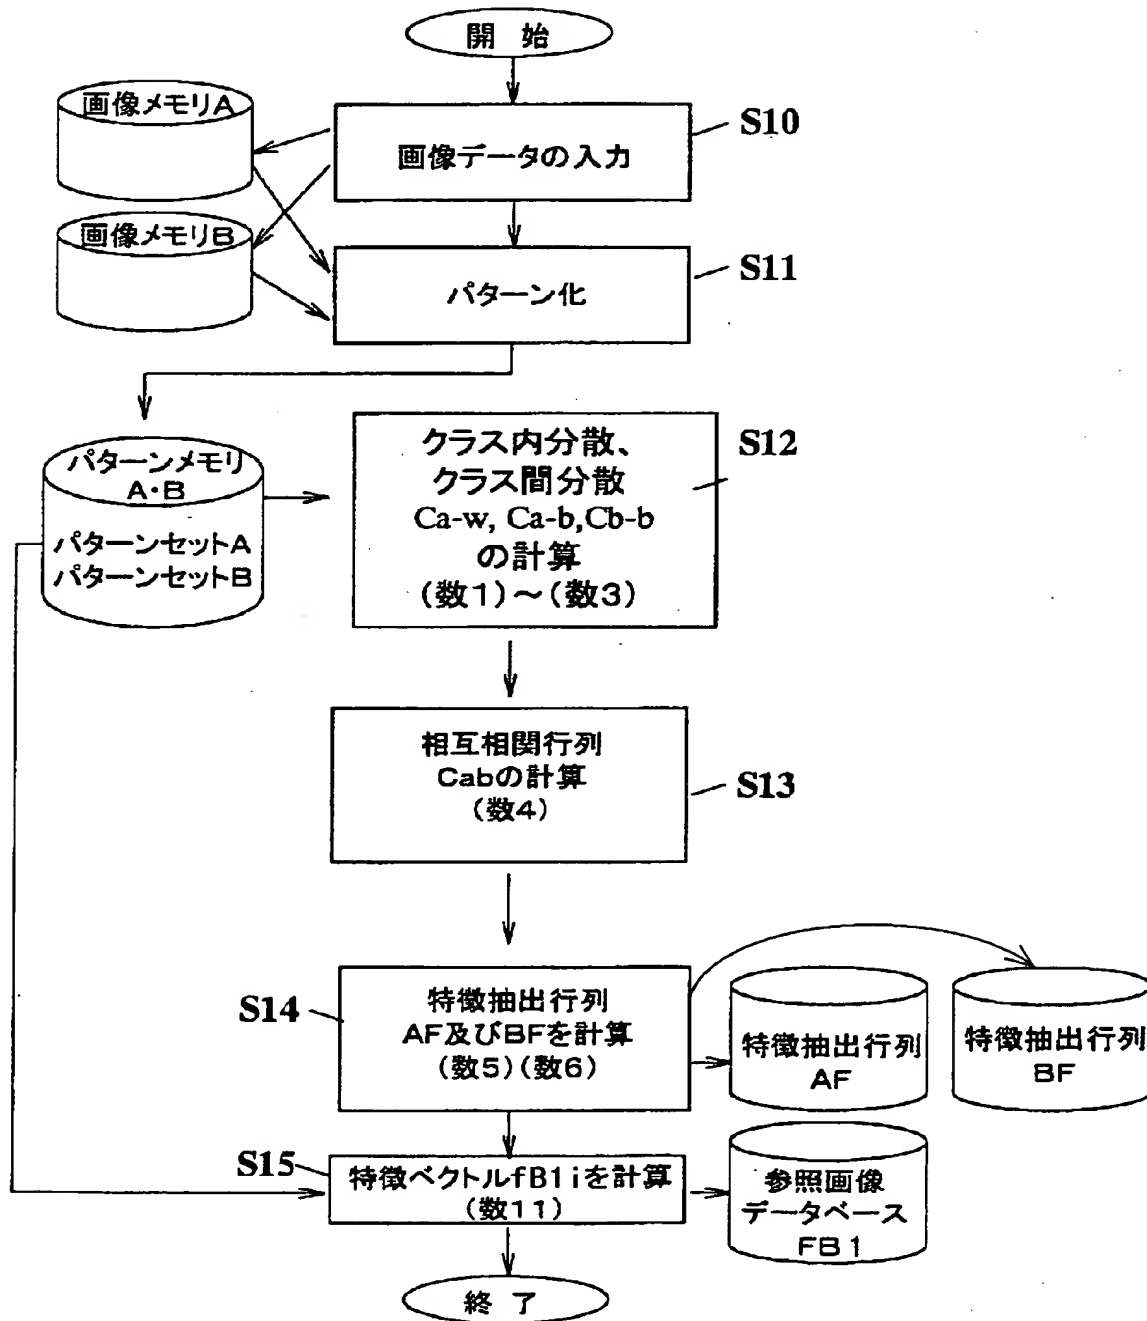 開 始
画像メモリA
S10
画像データの入力
画像メモリB
S11
パターン化
クラス内分散、
クラス間分散
Ca-w, Ca-b,Cb-b
の計算
(数1)～(数3)
S12
パターンメモリ
A・B
パターンセットA
パターンセットB
相互相関行列
Cabの計算
(数4)
S13
S14
特徴抽出行列
AF及びBFを計算
(数5)(数6)
特徴抽出行列
AF
特徴抽出行列
BF
S15
特徴ベクトルfB1iを計算
(数11)
参照画像
データベース
FB1
終 了